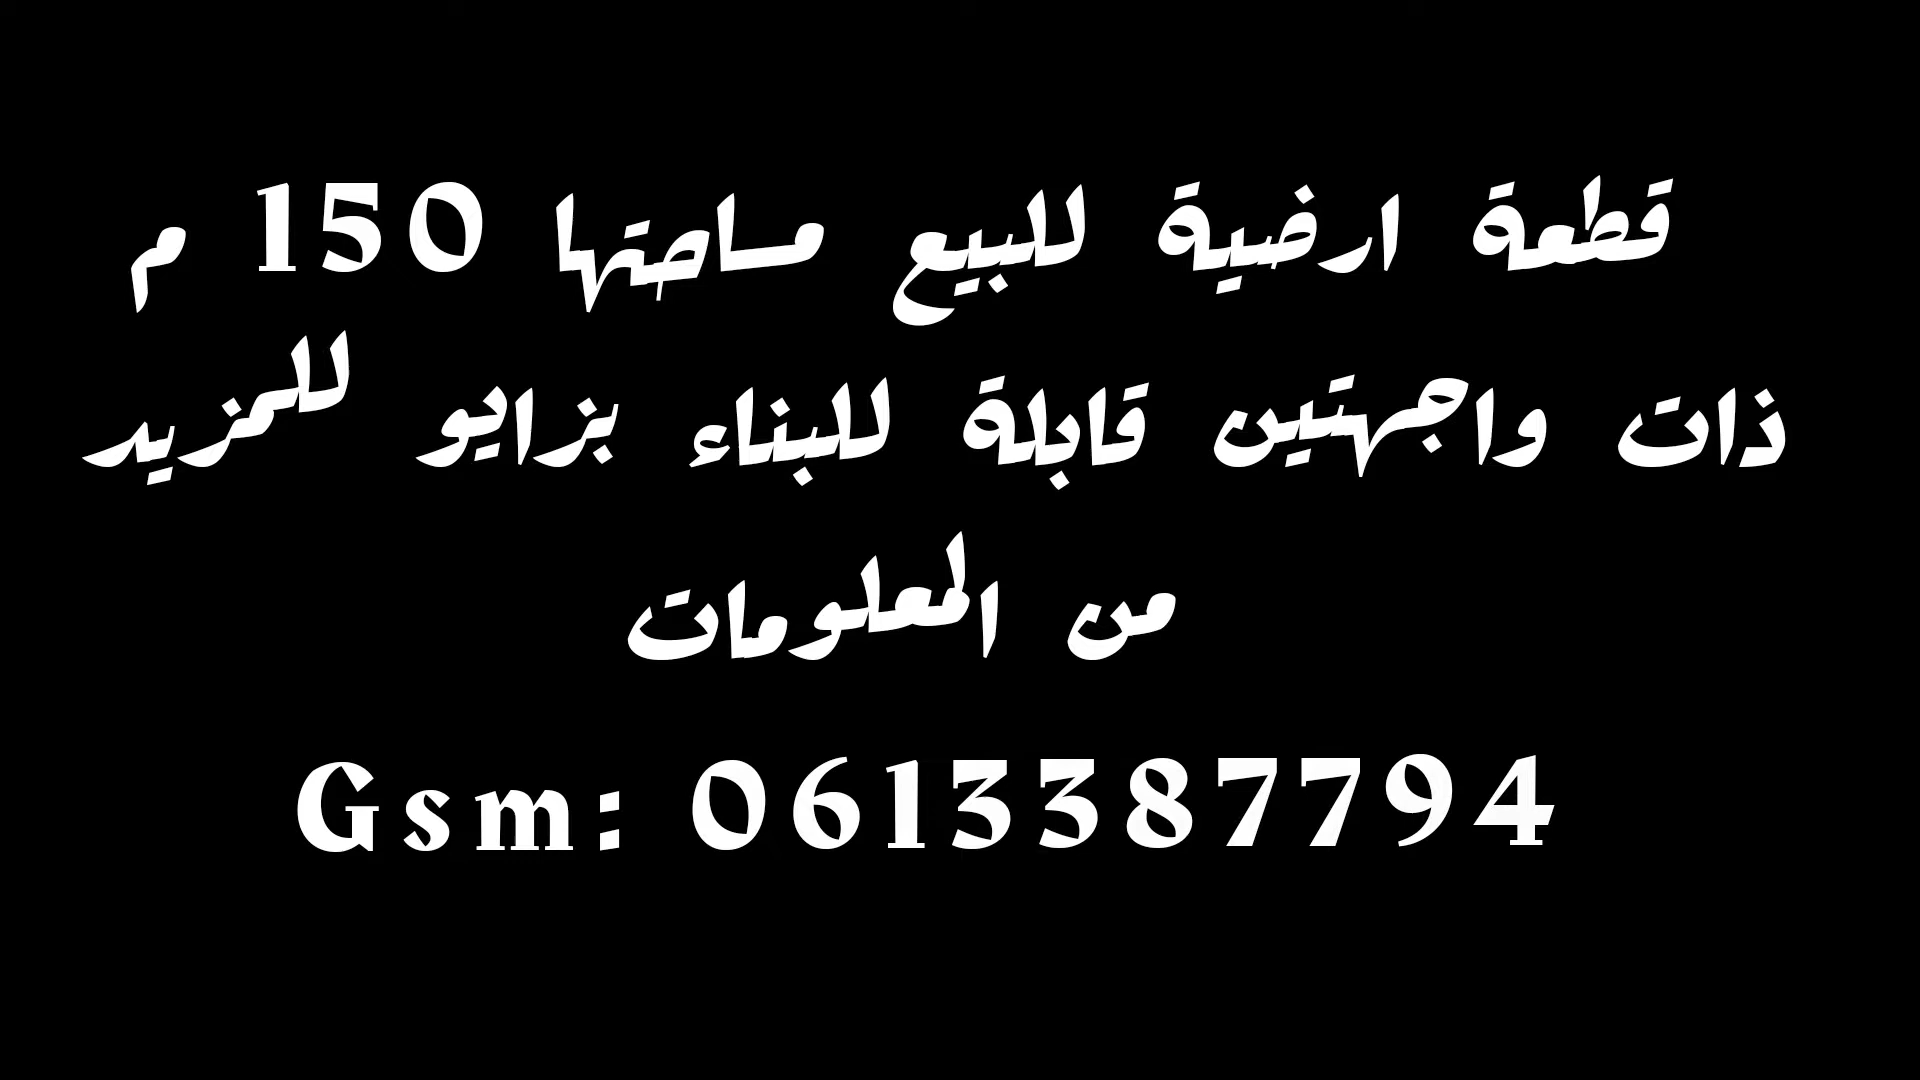 قطعة ارضية للبيع مساحتها 150 م
ذات واجهتين قابلة للبناء بزايو للمزيد
من المعلومات
Gsm: 0613387794